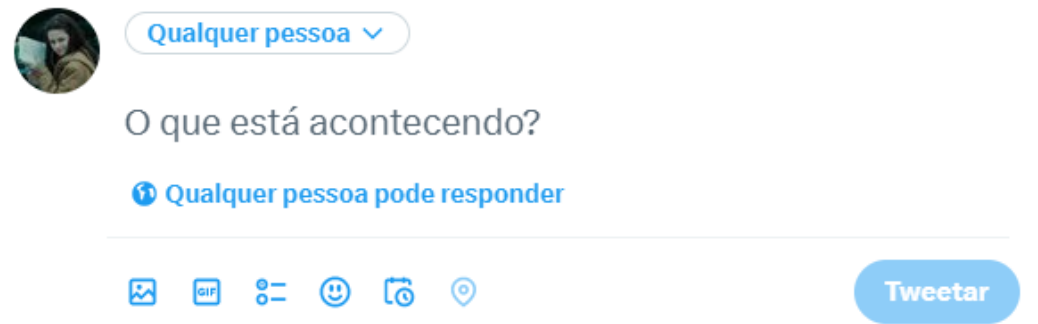 Qualquer pessoa
O que está acontecendo?
Qualquer pessoa pode responder
GIF
Tweetar